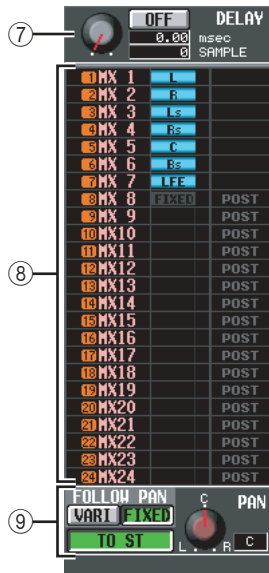 ⑦
OFF DELAY
0.00 msec
0 SAMPLE
⑧
1 MX 1 L
2 MX 2 R
3 MX 3 Ls
4 MX 4 Rs
5 MX 5 C
6 MX 6 Bs
7 MX 7 LFE
8 MX 8 FIXED POST
9 MX 9 POST
10 MX10 POST
11 MX11 POST
12 MX12 POST
13 MX13 POST
14 MX14 POST
15 MX15 POST
16 MX16 POST
17 MX17 POST
18 MX18 POST
19 MX19 POST
20 MX20 POST
21 MX21 POST
22 MX22 POST
23 MX23 POST
24 MX24 POST
⑨
FOLLOW PAN C PAN
VARI FIXED
TO ST L R C